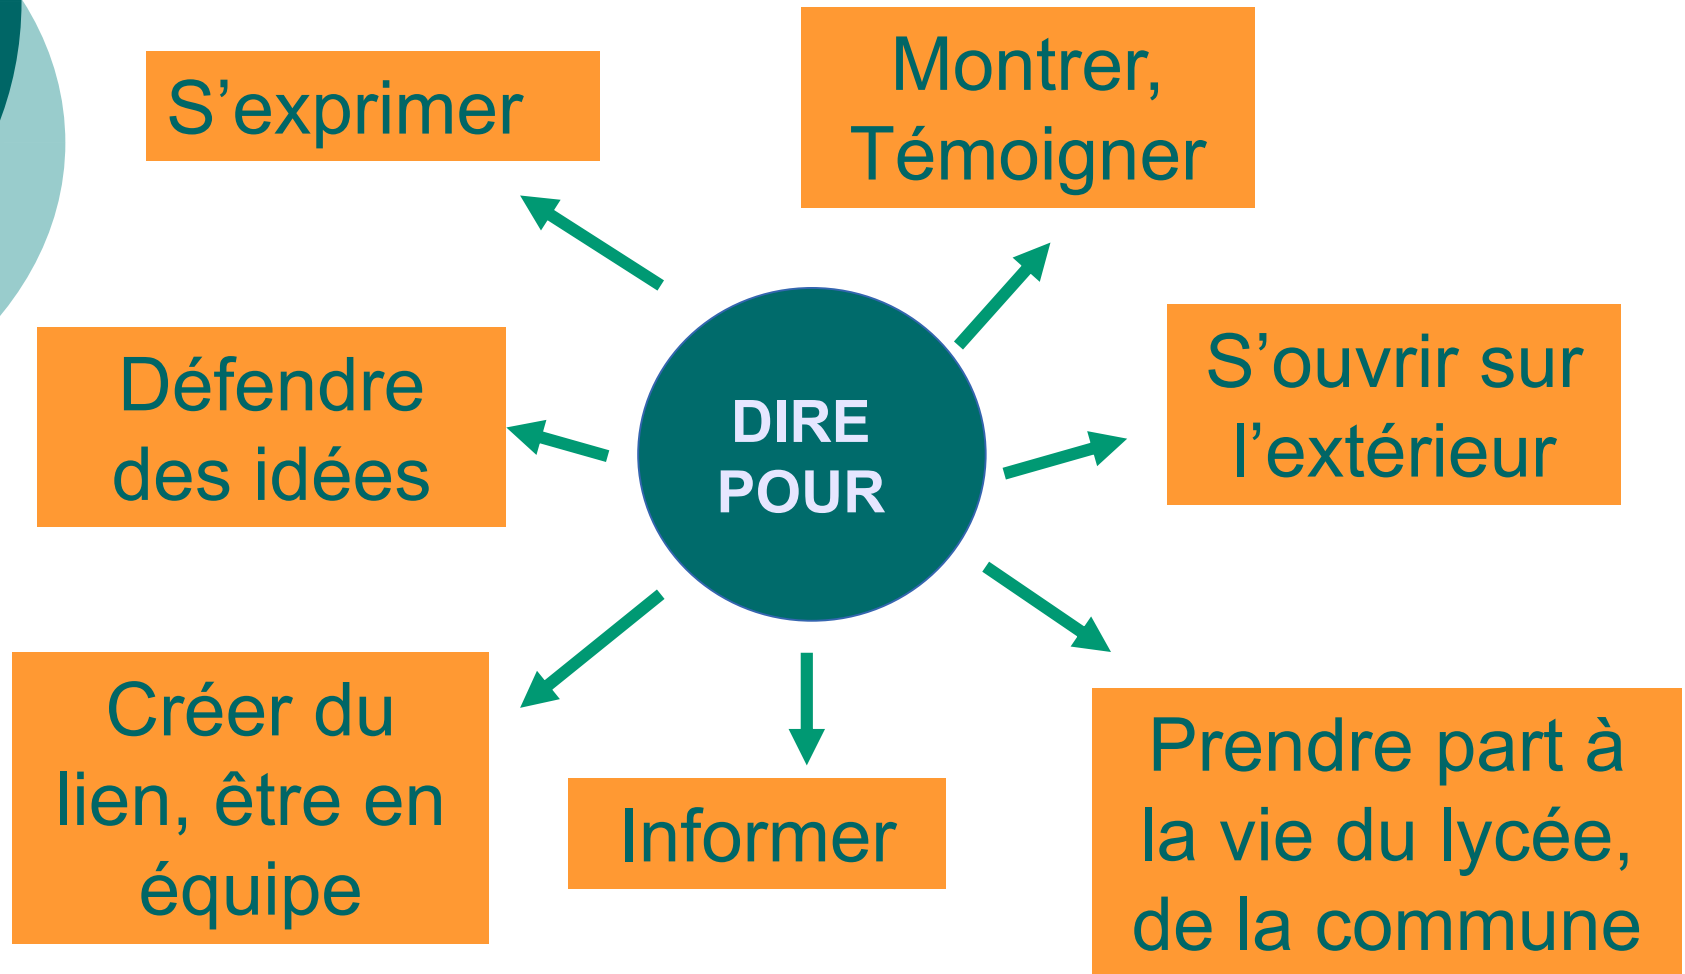 S’exprimer
Montrer,
Témoigner
Défendre
des idées
DIRE
POUR
S’ouvrir sur
l’extérieur
Créer du
lien, être en
équipe
Informer
Prendre part à
la vie du lycée,
de la commune